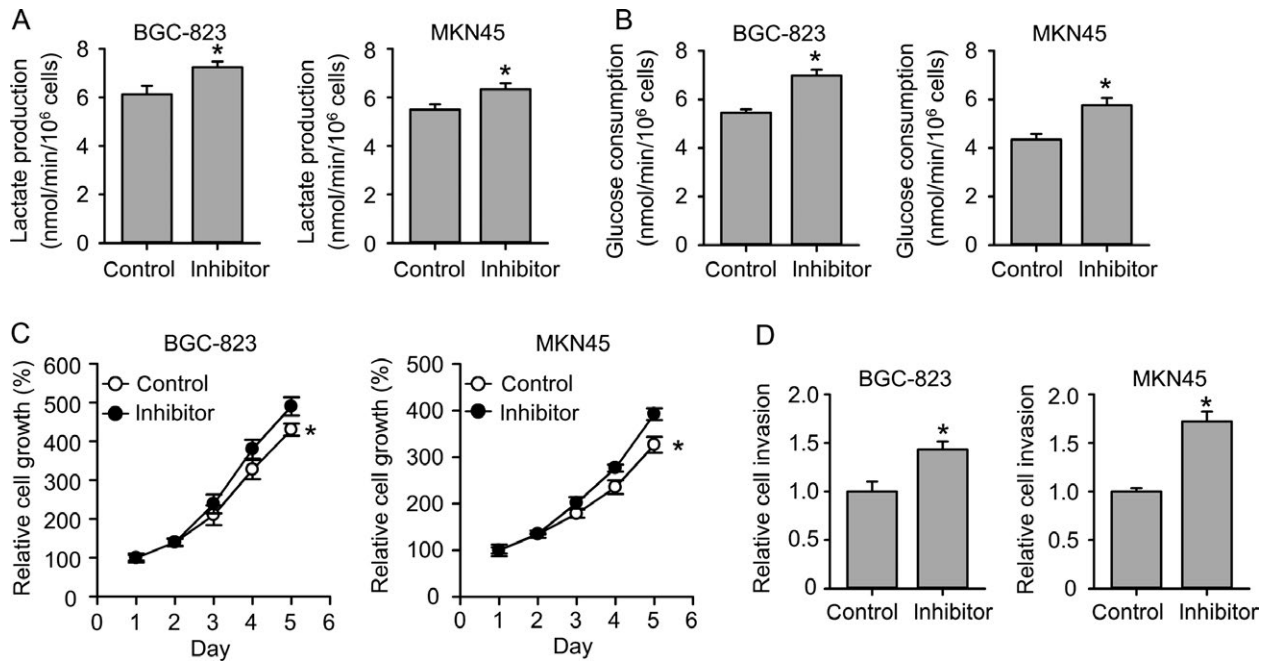 A
BGC-823
Lactate production
(nmol/min/10⁶ cells)
8
6
4
2
0
*
Control Inhibitor
MKN45
Lactate production
(nmol/min/10⁶ cells)
8
6
4
2
0
*
Control Inhibitor
B
BGC-823
Glucose consumption
(nmol/min/10⁶ cells)
8
6
4
2
0
*
Control Inhibitor
MKN45
Glucose consumption
(nmol/min/10⁶ cells)
8
6
4
2
0
*
Control Inhibitor
C
BGC-823
Relative cell growth (%)
600
500
400
300
200
100
0
Control
Inhibitor
*
0 1 2 3 4 5 6
Day
MKN45
Relative cell growth (%)
500
400
300
200
100
0
Control
Inhibitor
*
0 1 2 3 4 5 6
Day
D
BGC-823
Relative cell invasion
2.0
1.5
1.0
0.5
0
*
Control Inhibitor
MKN45
Relative cell invasion
2.0
1.5
1.0
0.5
0
*
Control Inhibitor